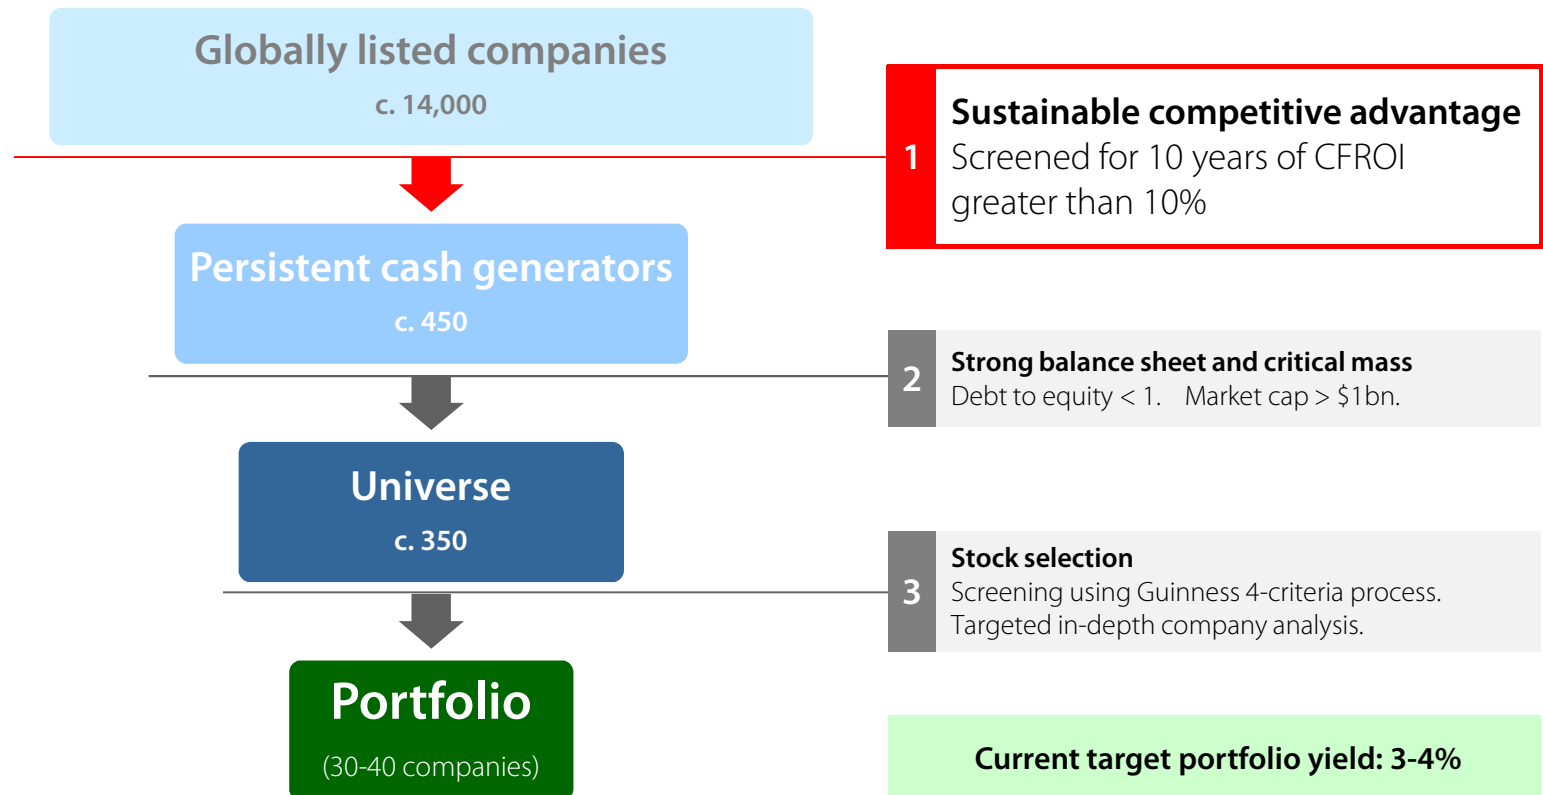 Globally listed companies
c. 14,000
1
Sustainable competitive advantage
Screened for 10 years of CFROI
greater than 10%
Persistent cash generators
c. 450
2
Strong balance sheet and critical mass
Debt to equity < 1. Market cap > $1bn.
Universe
c. 350
3
Stock selection
Screening using Guinness 4-criteria process.
Targeted in-depth company analysis.
Portfolio
(30-40 companies)
Current target portfolio yield: 3-4%